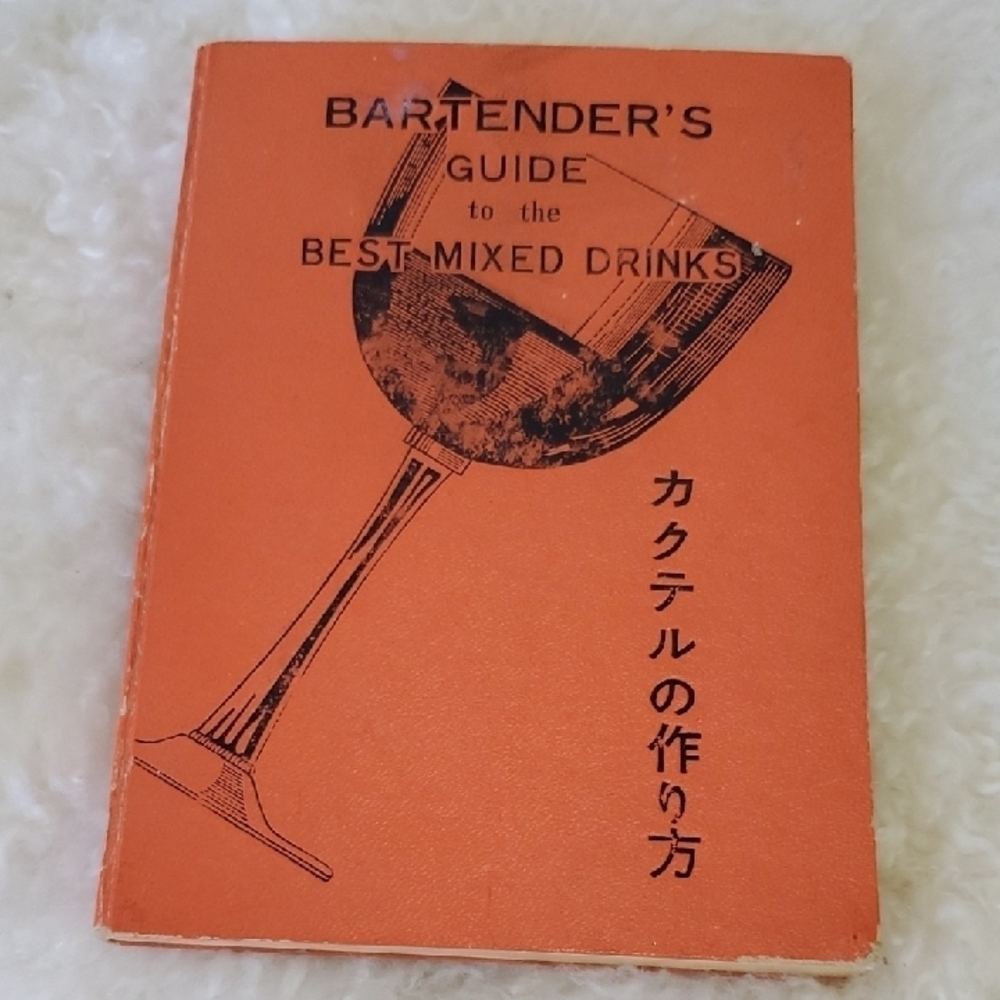 BARTENDER'S
GUIDE
to the
BEST MIXED DRINKS
カクテルの作り方